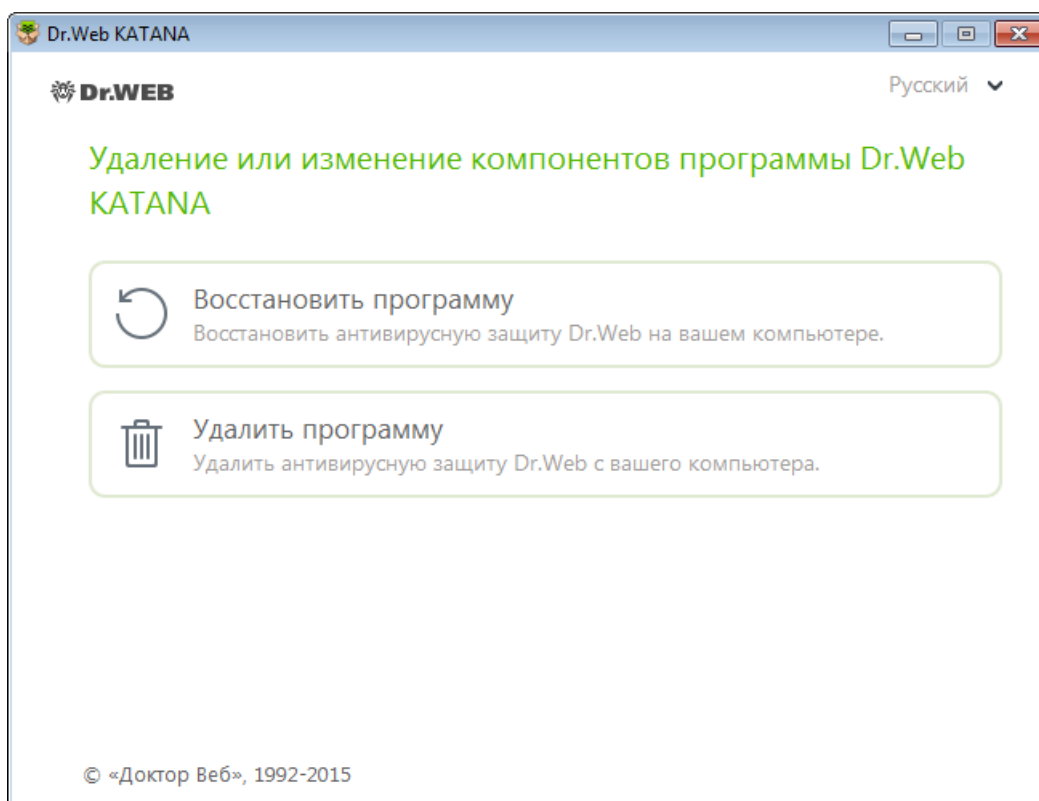 Dr.Web KATANA
Dr.WEB
Русский
Удаление или изменение компонентов программы Dr.Web
KATANA
Восстановить программу
Восстановить антивирусную защиту Dr.Web на вашем компьютере.
Удалить программу
Удалить антивирусную защиту Dr.Web с вашего компьютера.
© «Доктор Веб», 1992-2015